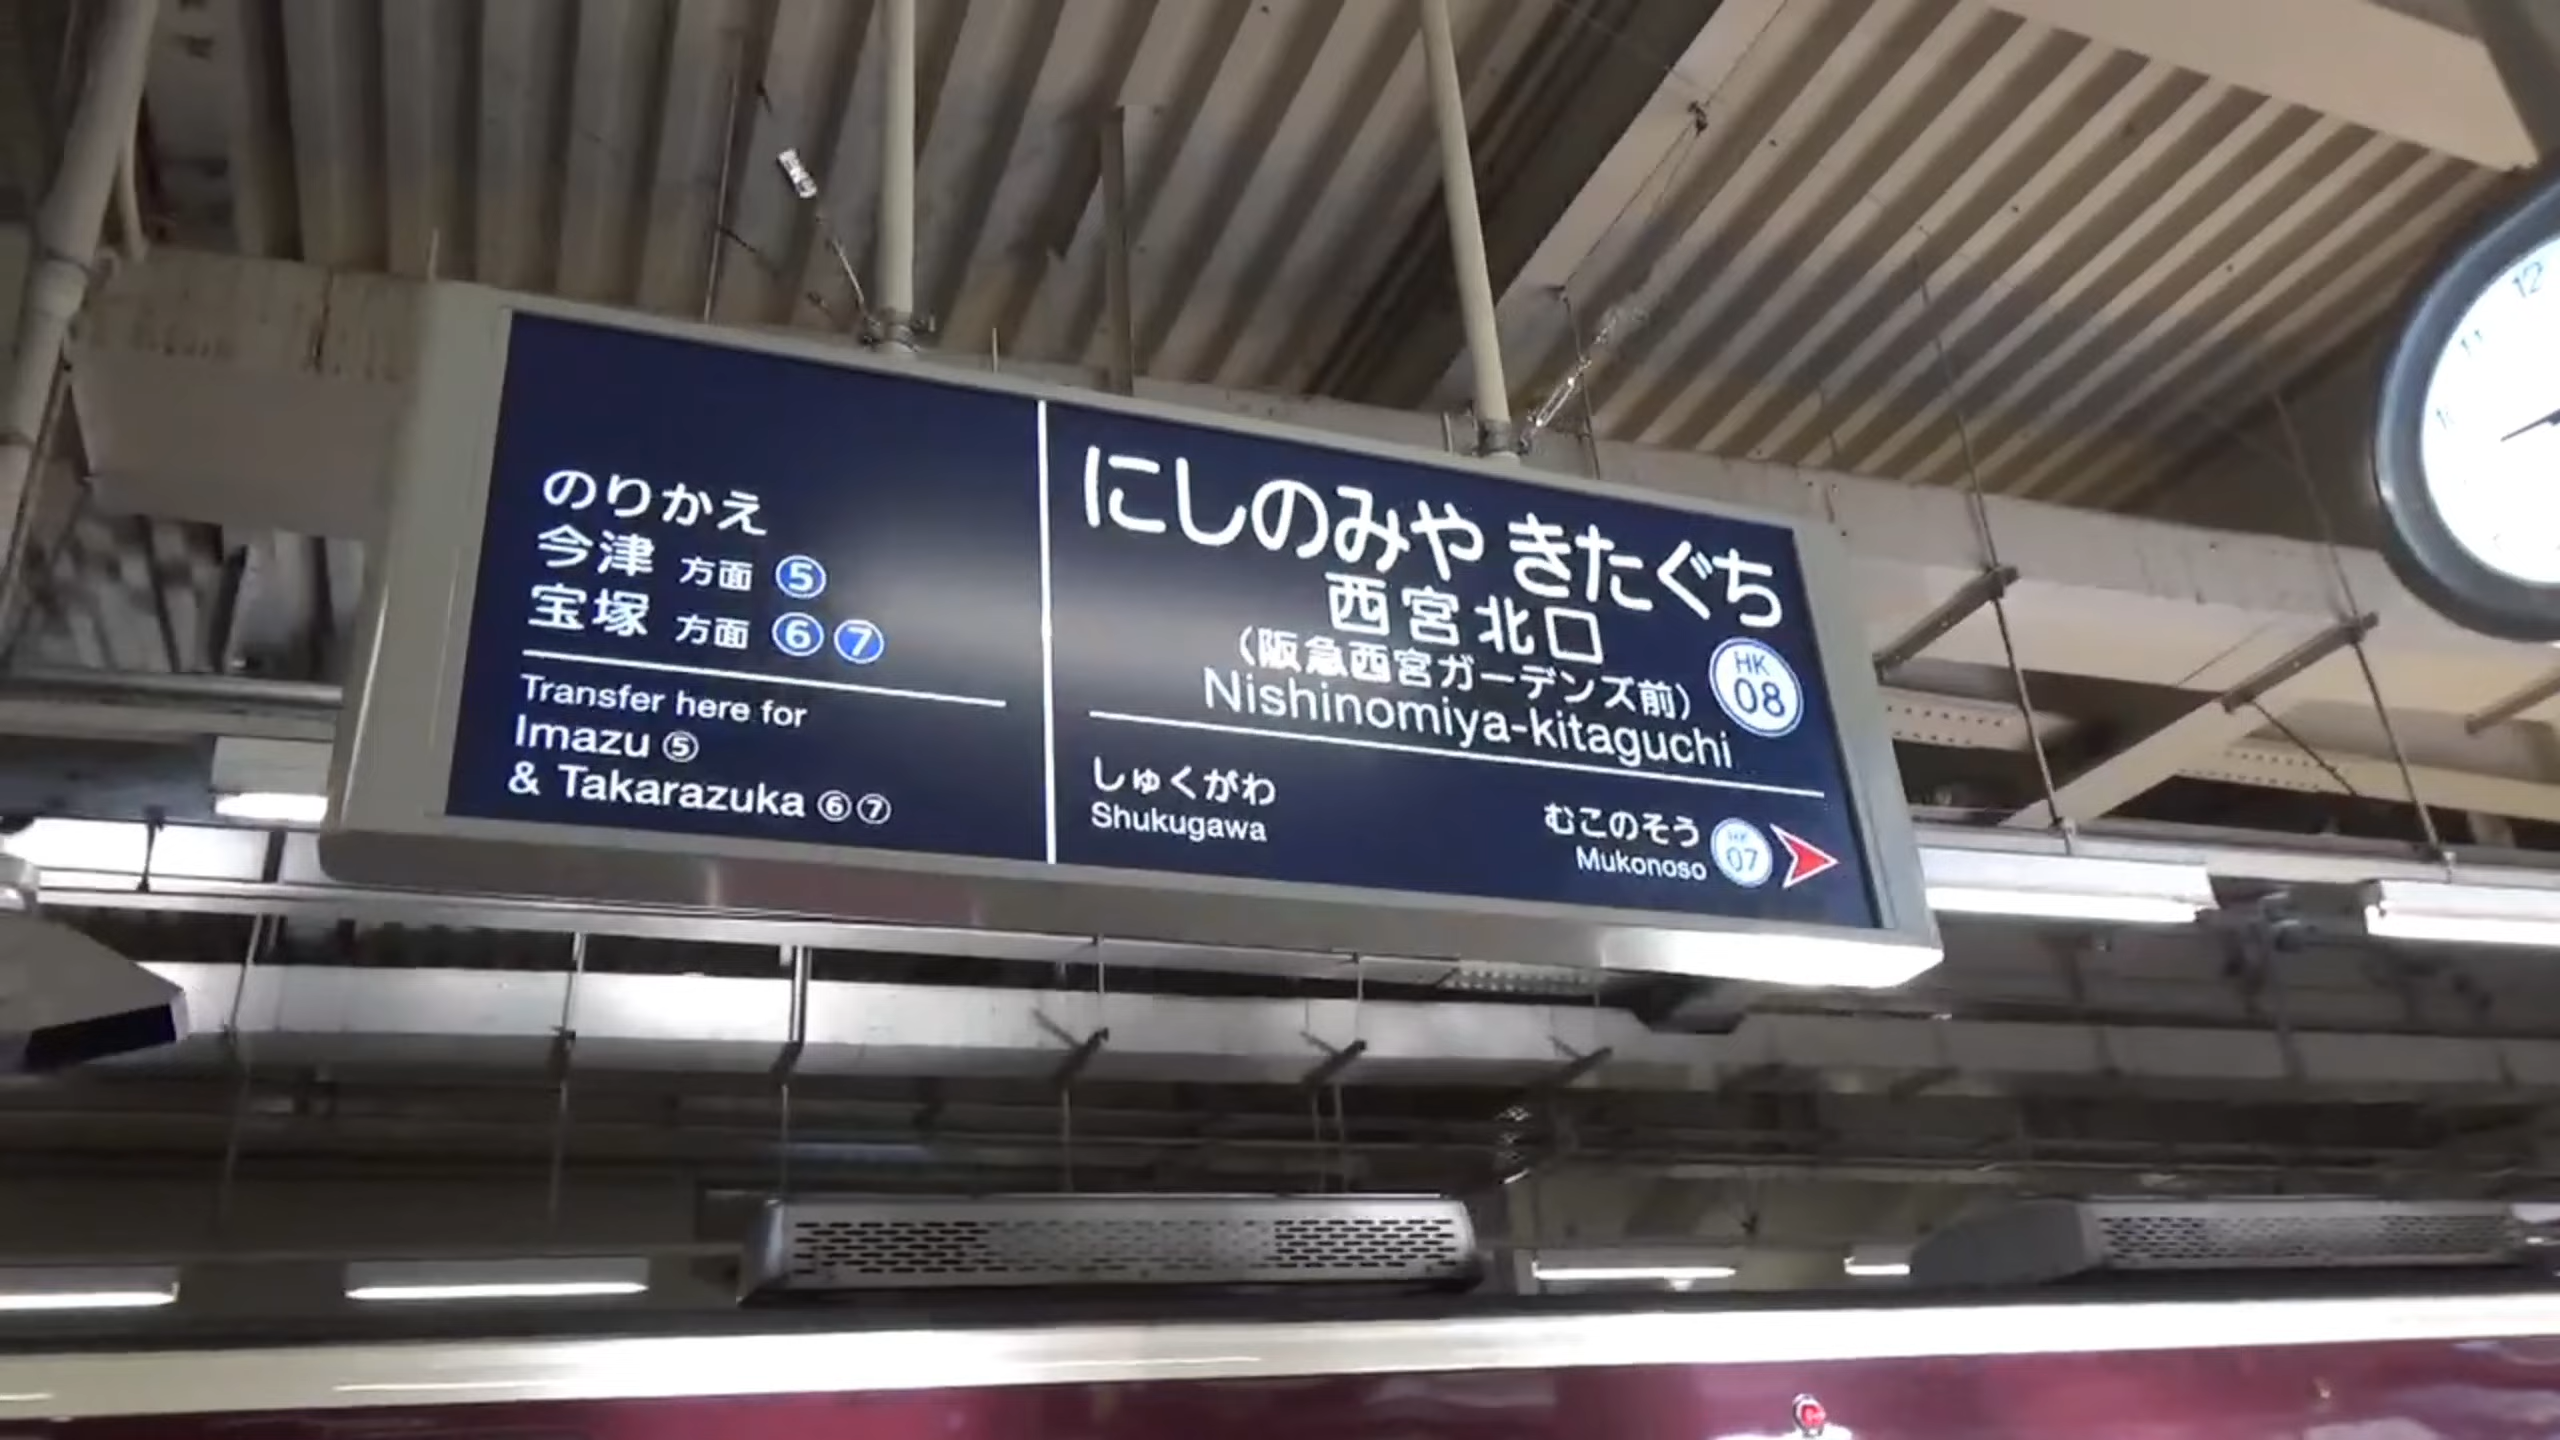 のりかえ
今津 方面 ⑤
宝塚 方面 ⑥⑦
Transfer here for
Imazu ⑤
& Takarazuka ⑥⑦
にしのみや きたぐち
西宮北口
(阪急西宮ガーデンズ前)
Nishinomiya-kitaguchi
HK
08
しゅくがわ
Shukugawa
むこのそう
Mukonoso
HK
07
12
11